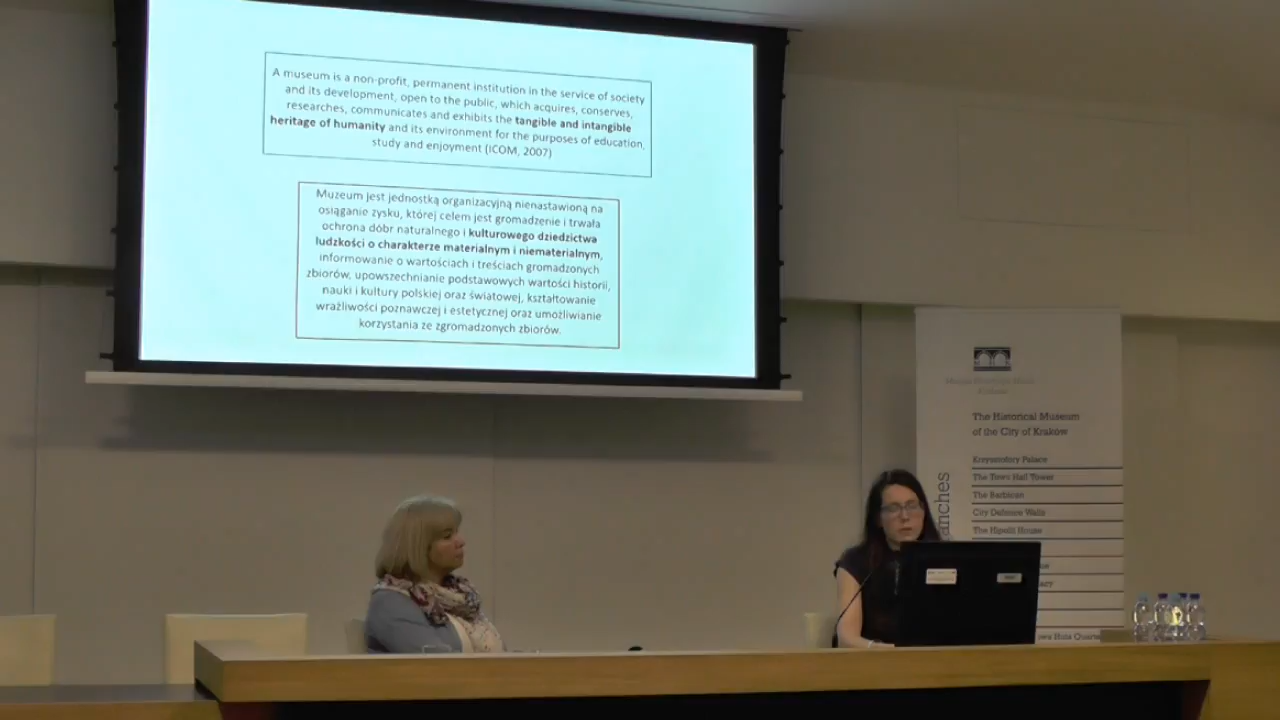 A museum is a non-profit, permanent institution in the service of society
and its development, open to the public, which acquires, conserves,
researches, communicates and exhibits the tangible and intangible
heritage of humanity and its environment for the purposes of education,
study and enjoyment (ICOM, 2007)
Muzeum jest jednostką organizacyjną nienastawioną na
osiąganie zysku, której celem jest gromadzenie i trwała
ochrona dóbr naturalnego i kulturowego dziedzictwa
ludzkości o charakterze materialnym i niematerialnym,
informowanie o wartościach i treściach gromadzonych
zbiorów, upowszechnianie podstawowych wartości historii,
nauki i kultury polskiej oraz światowej, kształtowanie
wrażliwości poznawczej i estetycznej oraz umożliwianie
korzystania ze zgromadzonych zbiorów.
The Historical Museum
of the City of Krakow
Krzysztofory Palace
The Town Hall Tower
The Barbican
City Defence Walls
The Hipolit House
anches